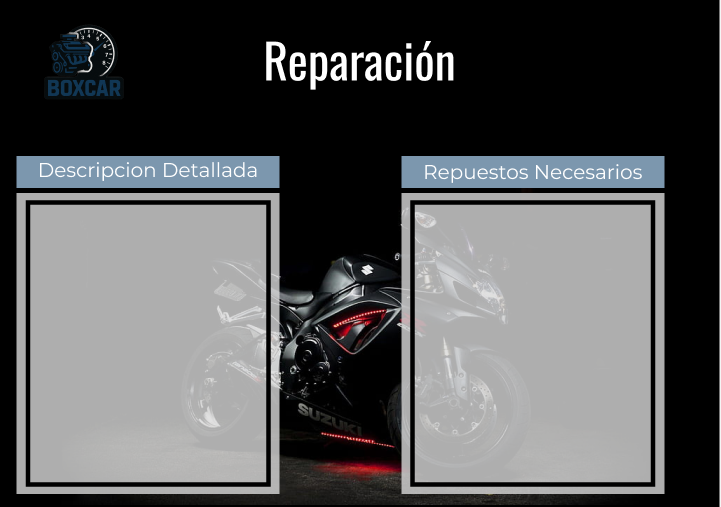 BOXCAR
Reparación
Descripcion Detallada
Repuestos Necesarios
SUZUKI